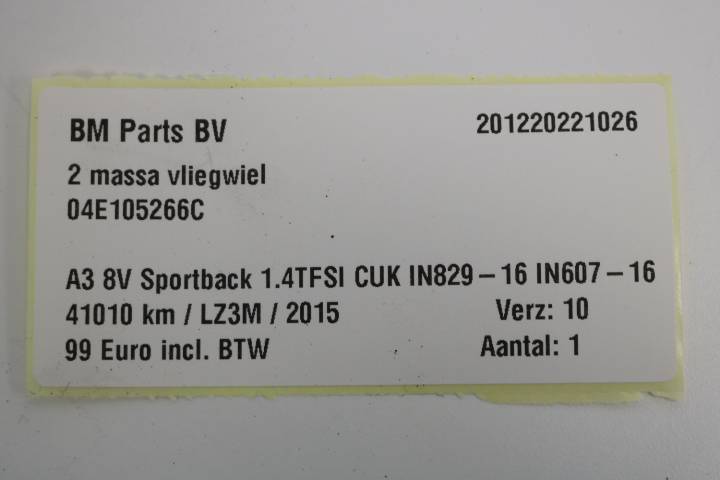 BM Parts BV 201220221026
2 massa vliegwiel
04E105266C
A3 8V Sportback 1.4TFSI CUK IN829-16 IN607-16
41010 km / LZ3M / 2015 Verz: 10
99 Euro incl. BTW Aantal: 1